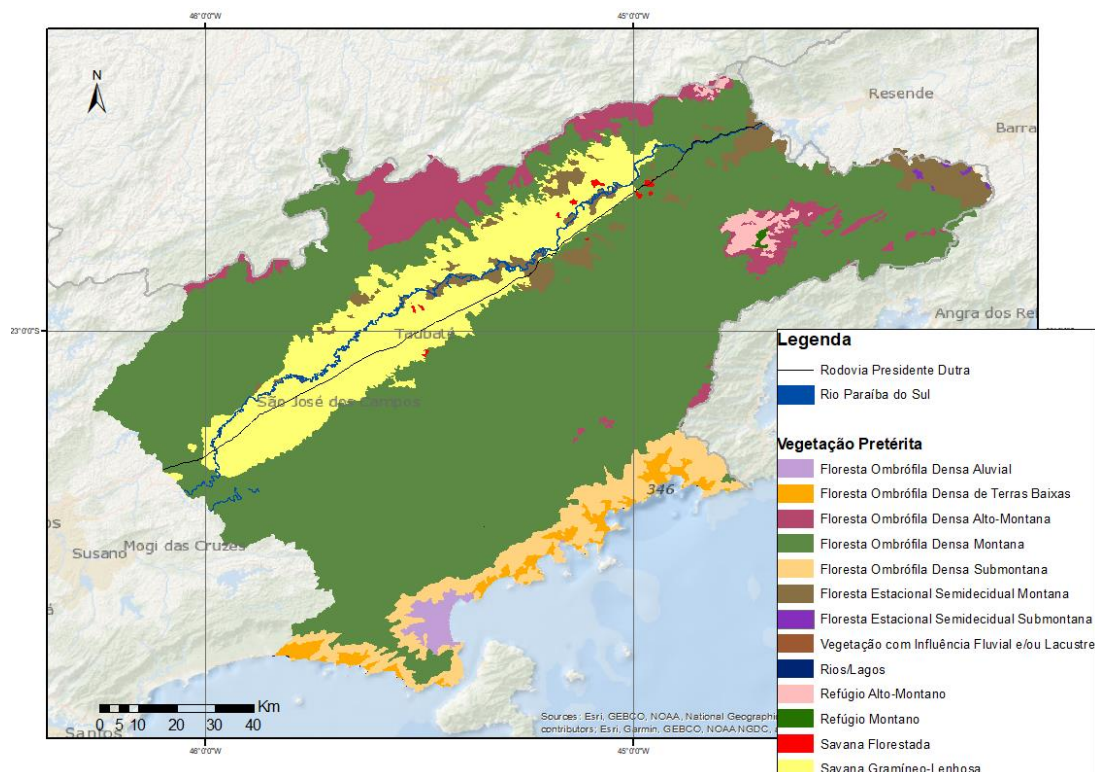 46°0'0"W
45°0'0"W
N
Resende
Barra
23°0'0"S
Angra dos Rei
Taubaté
São José dos Campos
346
Susano
Mogi das Cruzes
OS
Santos
Km
0 5 10 20 30 40
Sources: Esri, GEBCO, NOAA, National Geographic
contributors; Esri, Garmin, GEBCO, NOAA NGDC,
46°0'0"W
45°0'0"W
Legenda
Rodovia Presidente Dutra
Rio Paraíba do Sul
Vegetação Pretérita
Floresta Ombrófila Densa Aluvial
Floresta Ombrófila Densa de Terras Baixas
Floresta Ombrófila Densa Alto-Montana
Floresta Ombrófila Densa Montana
Floresta Ombrófila Densa Submontana
Floresta Estacional Semidecidual Montana
Floresta Estacional Semidecidual Submontana
Vegetação com Influência Fluvial e/ou Lacustre
Rios/Lagos
Refúgio Alto-Montano
Refúgio Montano
Savana Florestada
Savana Gramíneo-Lenhosa